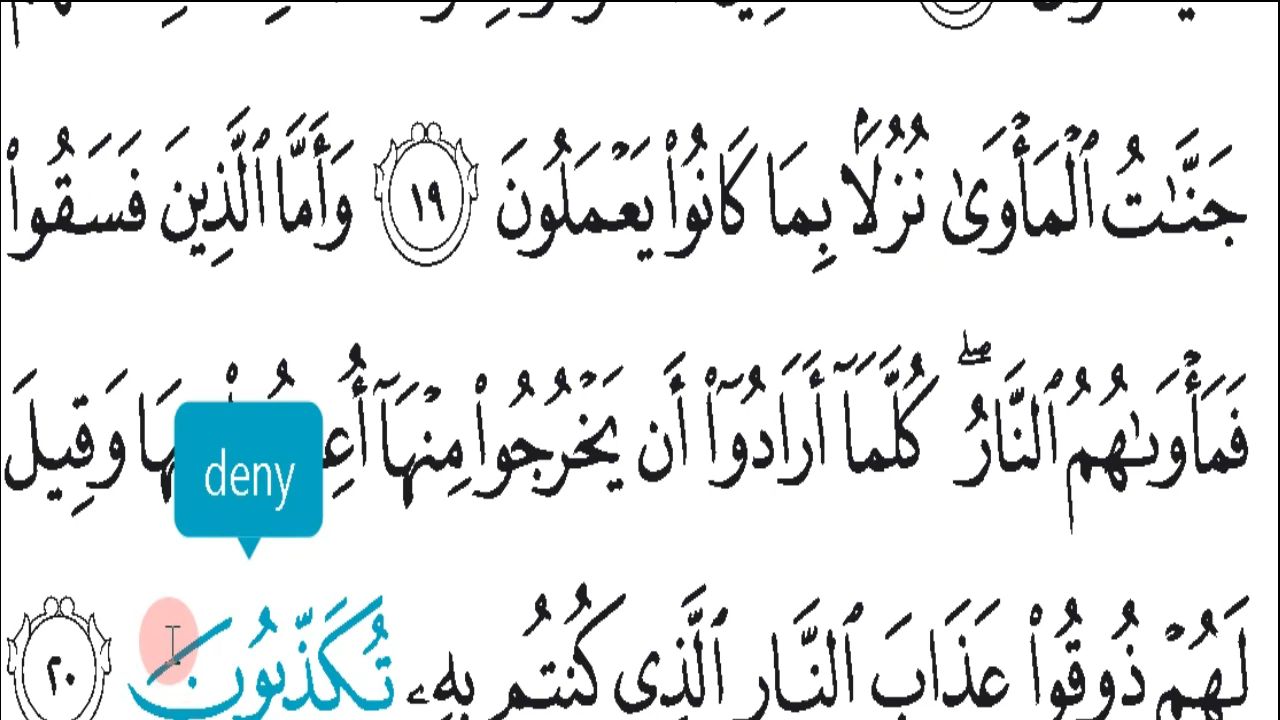 جَنَّـٰتُ ٱلْمَأْوَىٰ نُزُلًۢا بِمَا كَانُوا۟ يَعْمَلُونَ ١٩ وَأَمَّا ٱلَّذِينَ فَسَقُوا۟
فَمَأْوَىٰهُمُ ٱلنَّارُ ۖ كُلَّمَآ أَرَادُوٓا۟ أَن يَخْرُجُوا۟ مِنْهَآ وَقِيلَ
deny
لَهُمْ ذُوقُوا۟ عَذَابَ ٱلنَّارِ ٱلَّذِى كُنتُم بِهِۦ تُكَذِّبُونَ ٢٠